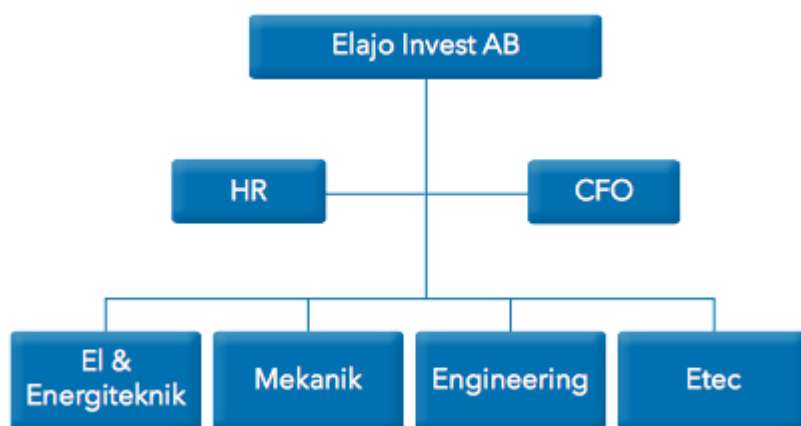 Elajo Invest AB
HR
CFO
El &
Energiteknik
Mekanik
Engineering
Etec